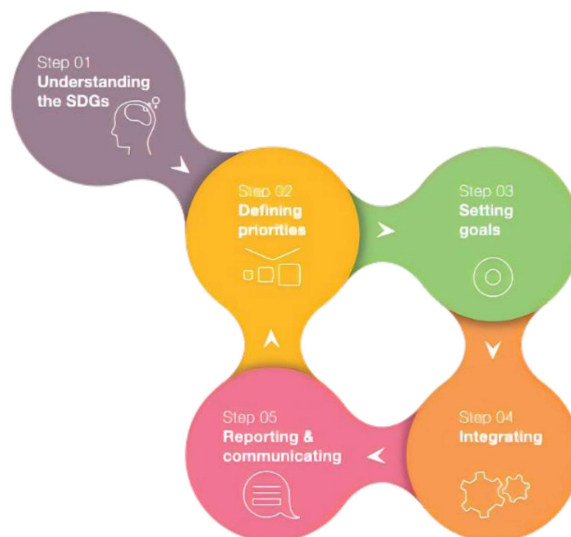 Step 01
Understanding
the SDGs
Step 02
Defining
priorities
Step 03
Setting
goals
Step 04
Integrating
Step 05
Reporting &
communicating